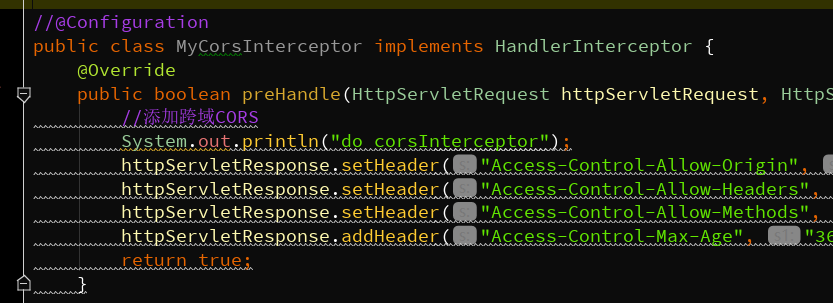 //@Configuration
public class MyCorsInterceptor implements HandlerInterceptor {
@Override
public boolean preHandle(HttpServletRequest httpServletRequest, HttpS
//添加跨域CORS
System.out.println("do corsInterceptor");
httpServletResponse.setHeader( s: "Access-Control-Allow-Origin",
httpServletResponse.setHeader( s: "Access-Control-Allow-Headers",
httpServletResponse.setHeader( s: "Access-Control-Allow-Methods",
httpServletResponse.addHeader( s: "Access-Control-Max-Age", s1: "36
return true;
}